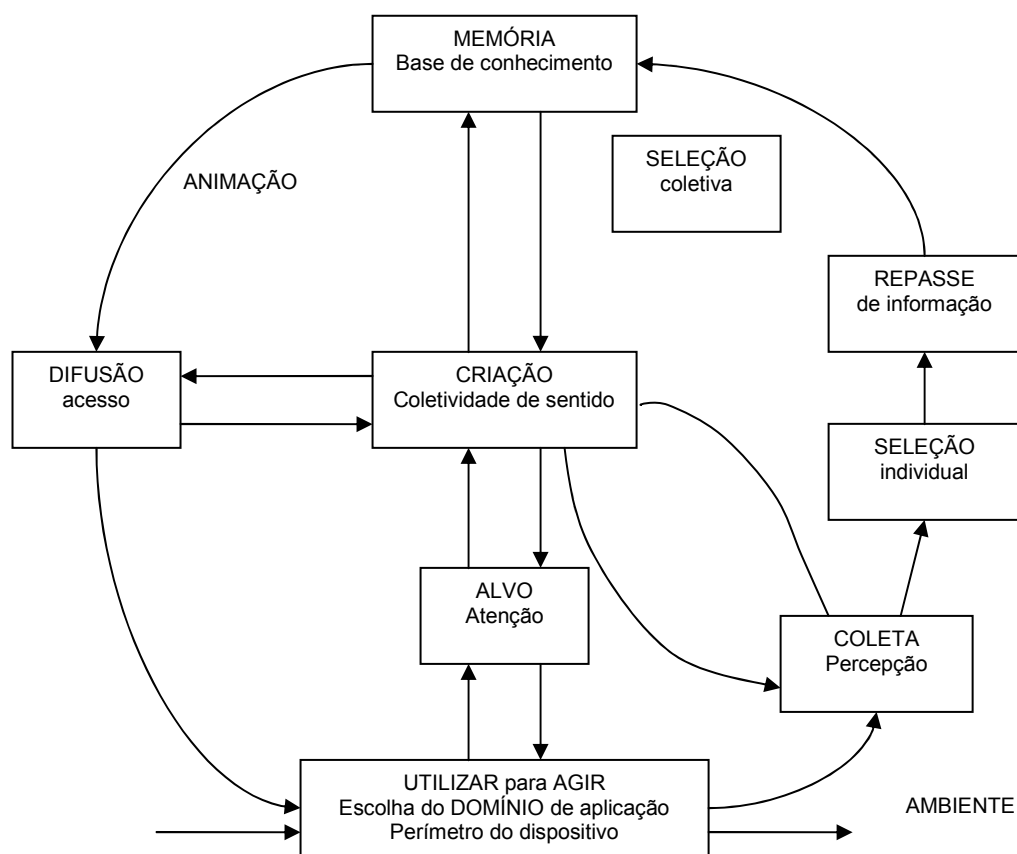 MEMÓRIA
Base de conhecimento
SELEÇÃO
coletiva
ANIMAÇÃO
REPASSE
de informação
DIFUSÃO
acesso
CRIAÇÃO
Coletividade de sentido
SELEÇÃO
individual
ALVO
Atenção
COLETA
Percepção
UTILIZAR para AGIR
Escolha do DOMÍNIO de aplicação
Perímetro do dispositivo
AMBIENTE